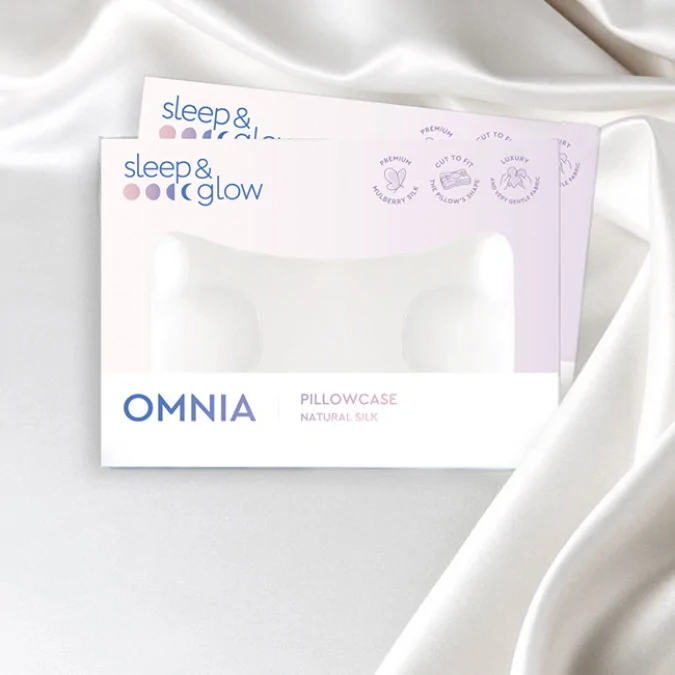 sleep &
glow
PREMIUM
CUT TO
sleep &
glow
PREMIUM
MULBERRY SILK
CUT TO FIT
THE PILLOW'S SHAPE
LUXURY
AND VERY GENTLE FABRIC
OMNIA
PILLOWCASE
NATURAL SILK